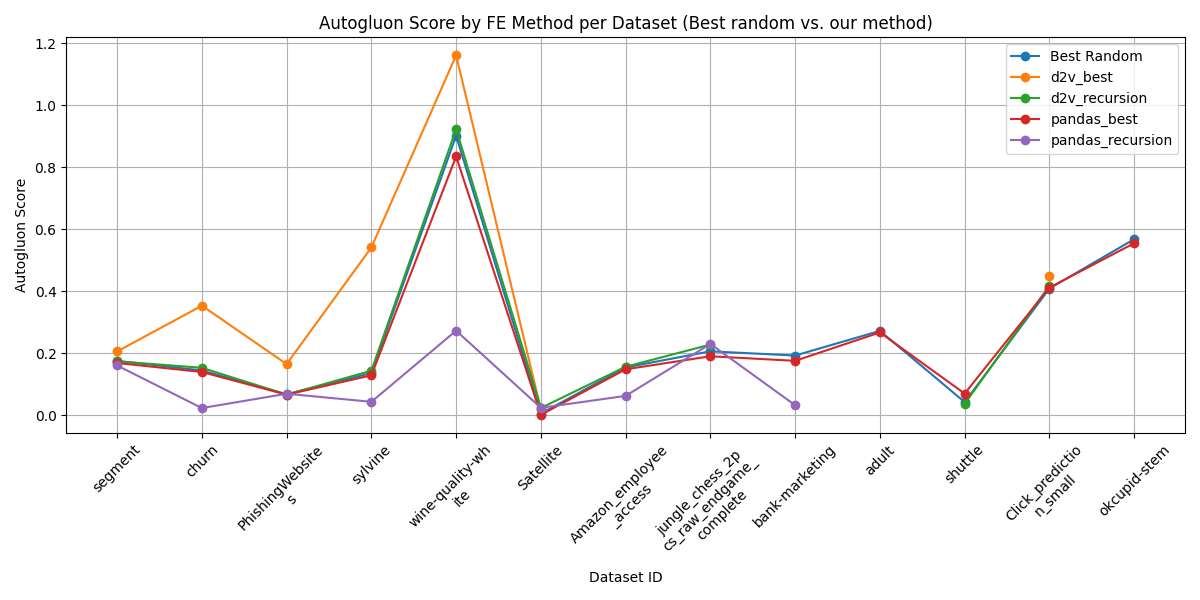 Autogluon Score by FE Method per Dataset (Best random vs. our method)
Best Random
d2v_best
d2v_recursion
pandas_best
pandas_recursion
Autogluon Score
1.2
1.0
0.8
0.6
0.4
0.2
0.0
segment
churn
PhishingWebsite
s
sylvine
wine-quality-wh
ite
Satellite
Amazon_employee
_access
jungle_chess_2p
cs_raw_endgame_
complete
bank-marketing
adult
shuttle
Click_predictio
n_small
okcupid-stem
Dataset ID